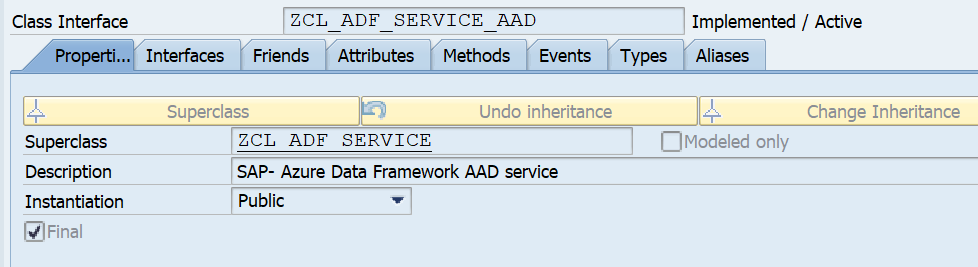 Class Interface ZCL_ADF_SERVICE_AAD Implemented / Active
Properti... Interfaces Friends Attributes Methods Events Types Aliases
Superclass Undo inheritance Change Inheritance
Superclass ZCL_ADF_SERVICE Modeled only
Description SAP- Azure Data Framework AAD service
Instantiation Public
Final